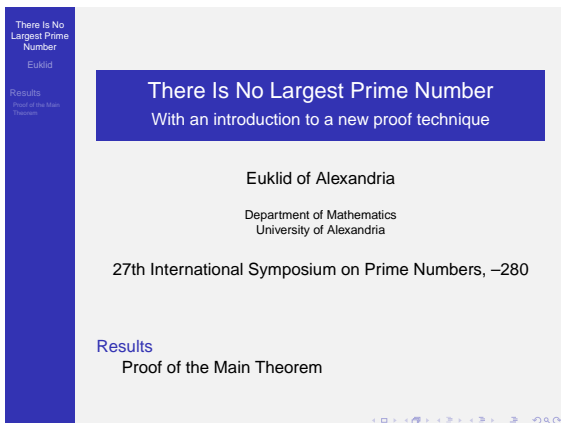 There Is No
Largest Prime
Number
Euklid
Results
Proof of the Main
Theorem
There Is No Largest Prime Number
With an introduction to a new proof technique
Euklid of Alexandria
Department of Mathematics
University of Alexandria
27th International Symposium on Prime Numbers, –280
Results
Proof of the Main Theorem